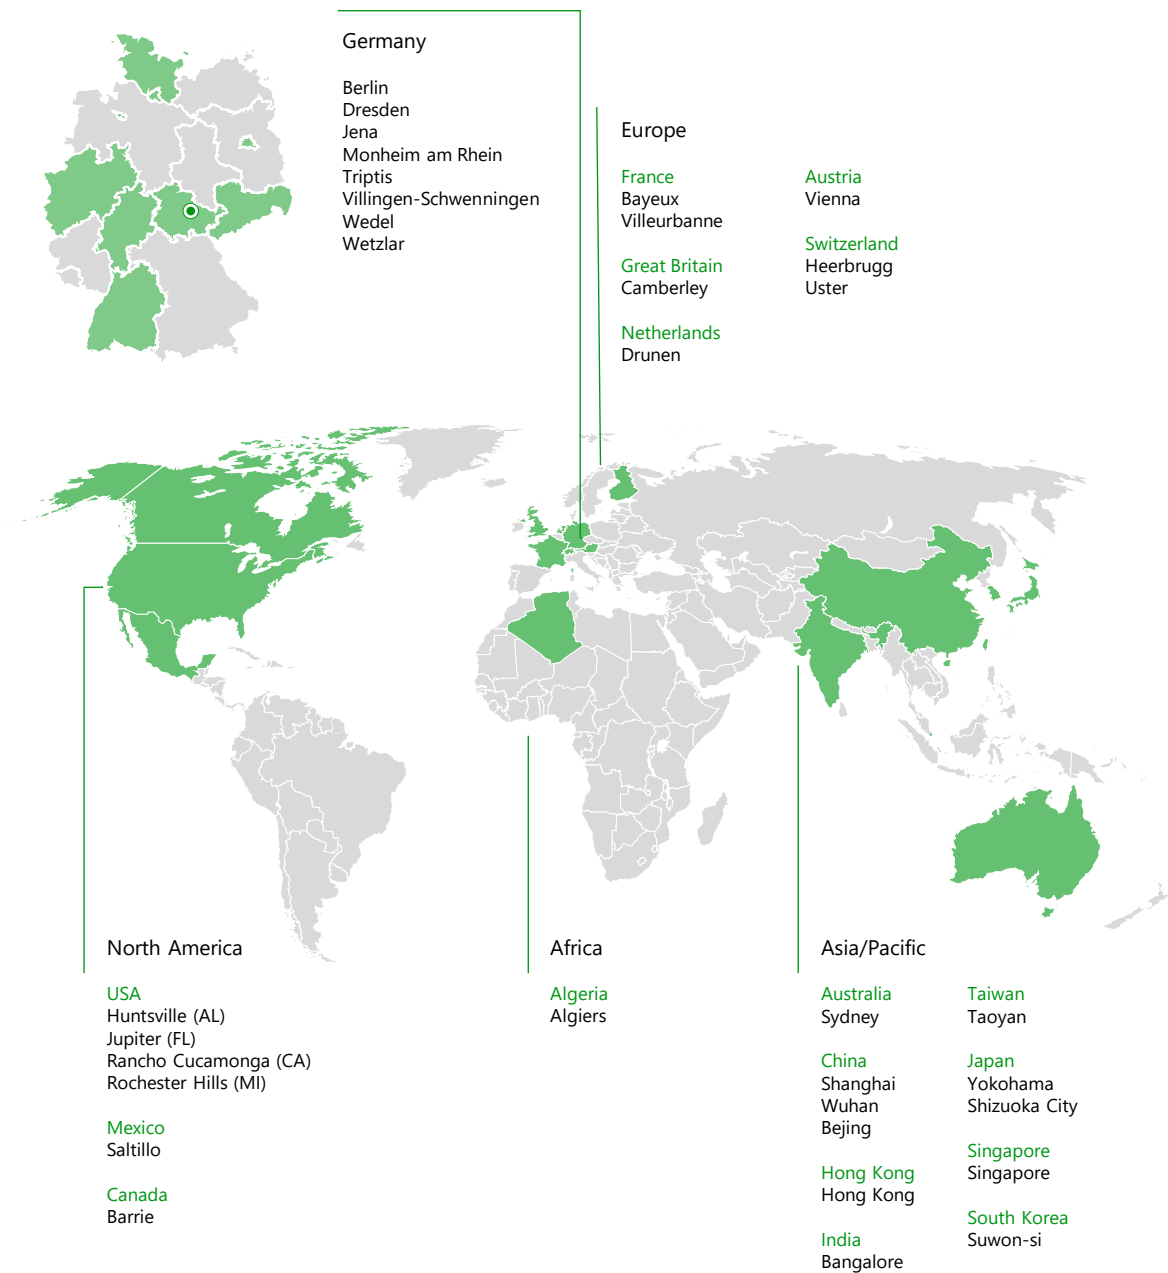 Germany
Berlin
Dresden
Jena
Monheim am Rhein
Triptis
Villingen-Schwenningen
Wedel
Wetzlar
Europe
France
Bayeux
Villeurbanne
Great Britain
Camberley
Netherlands
Drunen
Austria
Vienna
Switzerland
Heerbrugg
Uster
North America
USA
Huntsville (AL)
Jupiter (FL)
Rancho Cucamonga (CA)
Rochester Hills (MI)
Mexico
Saltillo
Canada
Barrie
Africa
Algeria
Algiers
Asia/Pacific
Australia
Sydney
China
Shanghai
Wuhan
Bejing
Hong Kong
Hong Kong
India
Bangalore
Taiwan
Taoyan
Japan
Yokohama
Shizuoka City
Singapore
Singapore
South Korea
Suwon-si